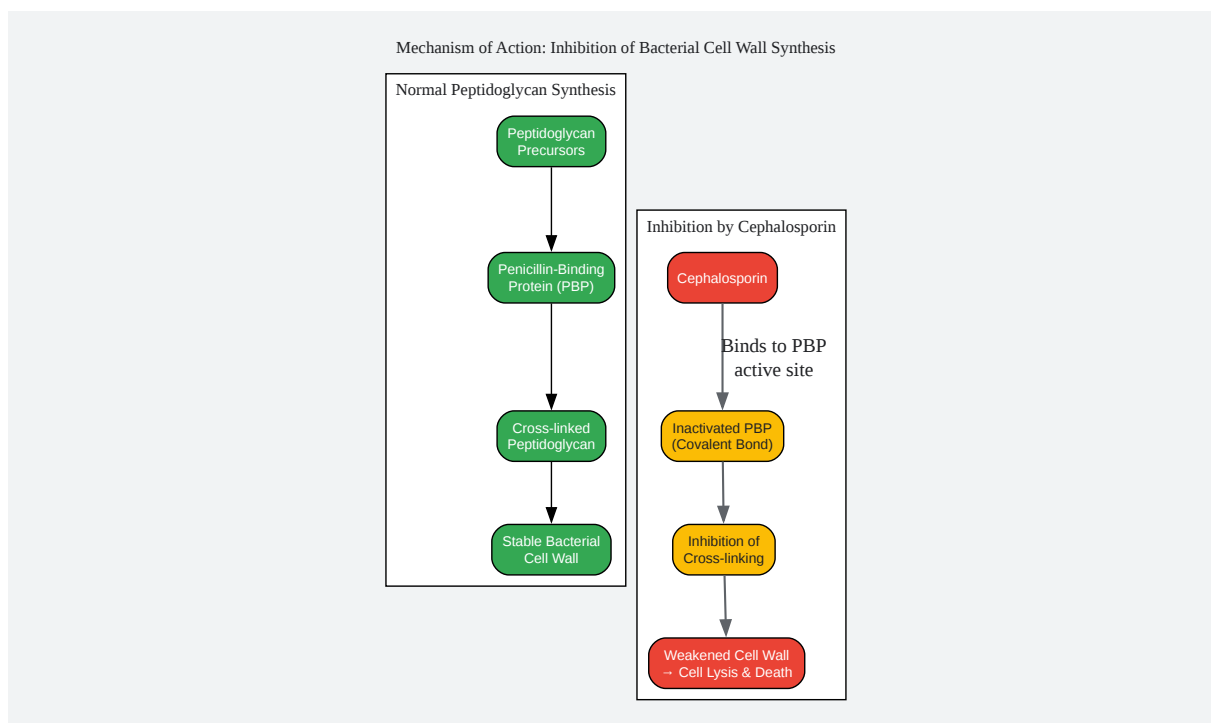 Mechanism of Action: Inhibition of Bacterial Cell Wall Synthesis
Normal Peptidoglycan Synthesis
Peptidoglycan
Precursors
Penicillin-Binding
Protein (PBP)
Cross-linked
Peptidoglycan
Stable Bacterial
Cell Wall
Inhibition by Cephalosporin
Cephalosporin
Binds to PBP
active site
Inactivated PBP
(Covalent Bond)
Inhibition of
Cross-linking
Weakened Cell Wall
→ Cell Lysis & Death